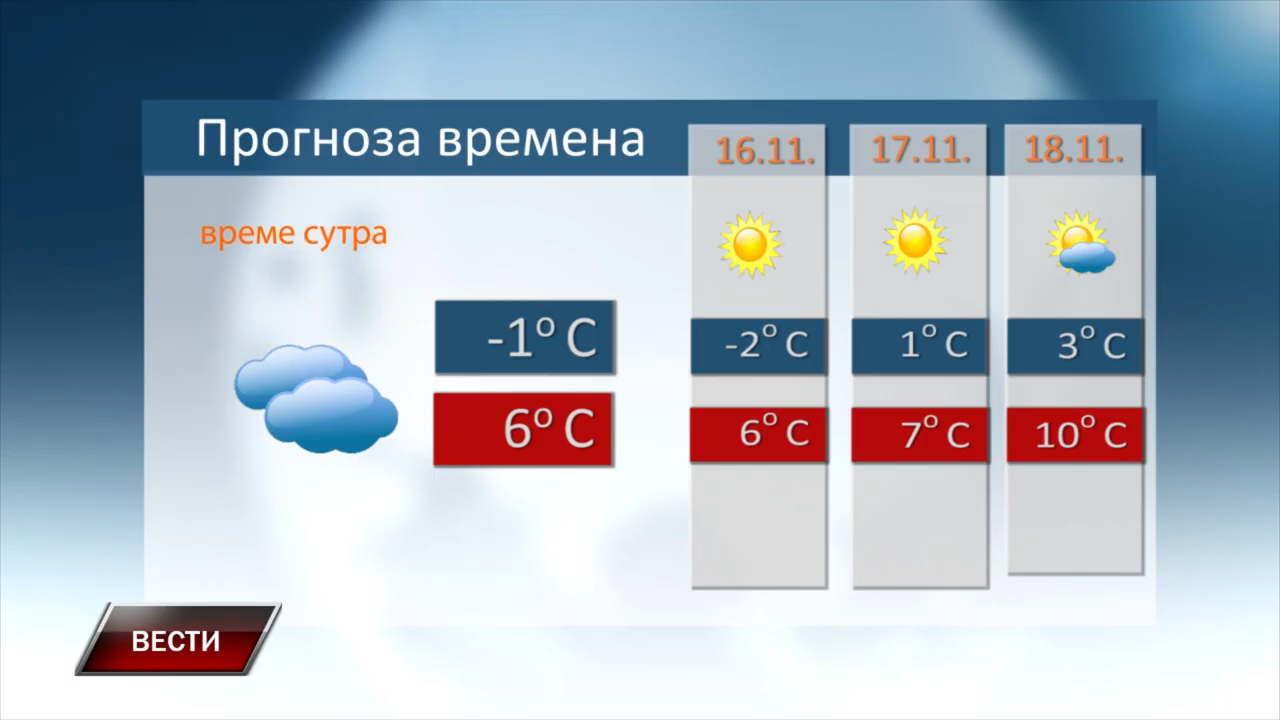 Прогноза времена
16.11. 17.11. 18.11.
време сутра
-1° C
6° C
-2° C 1° C 3° C
6° C 7° C 10° C
ВЕСТИ